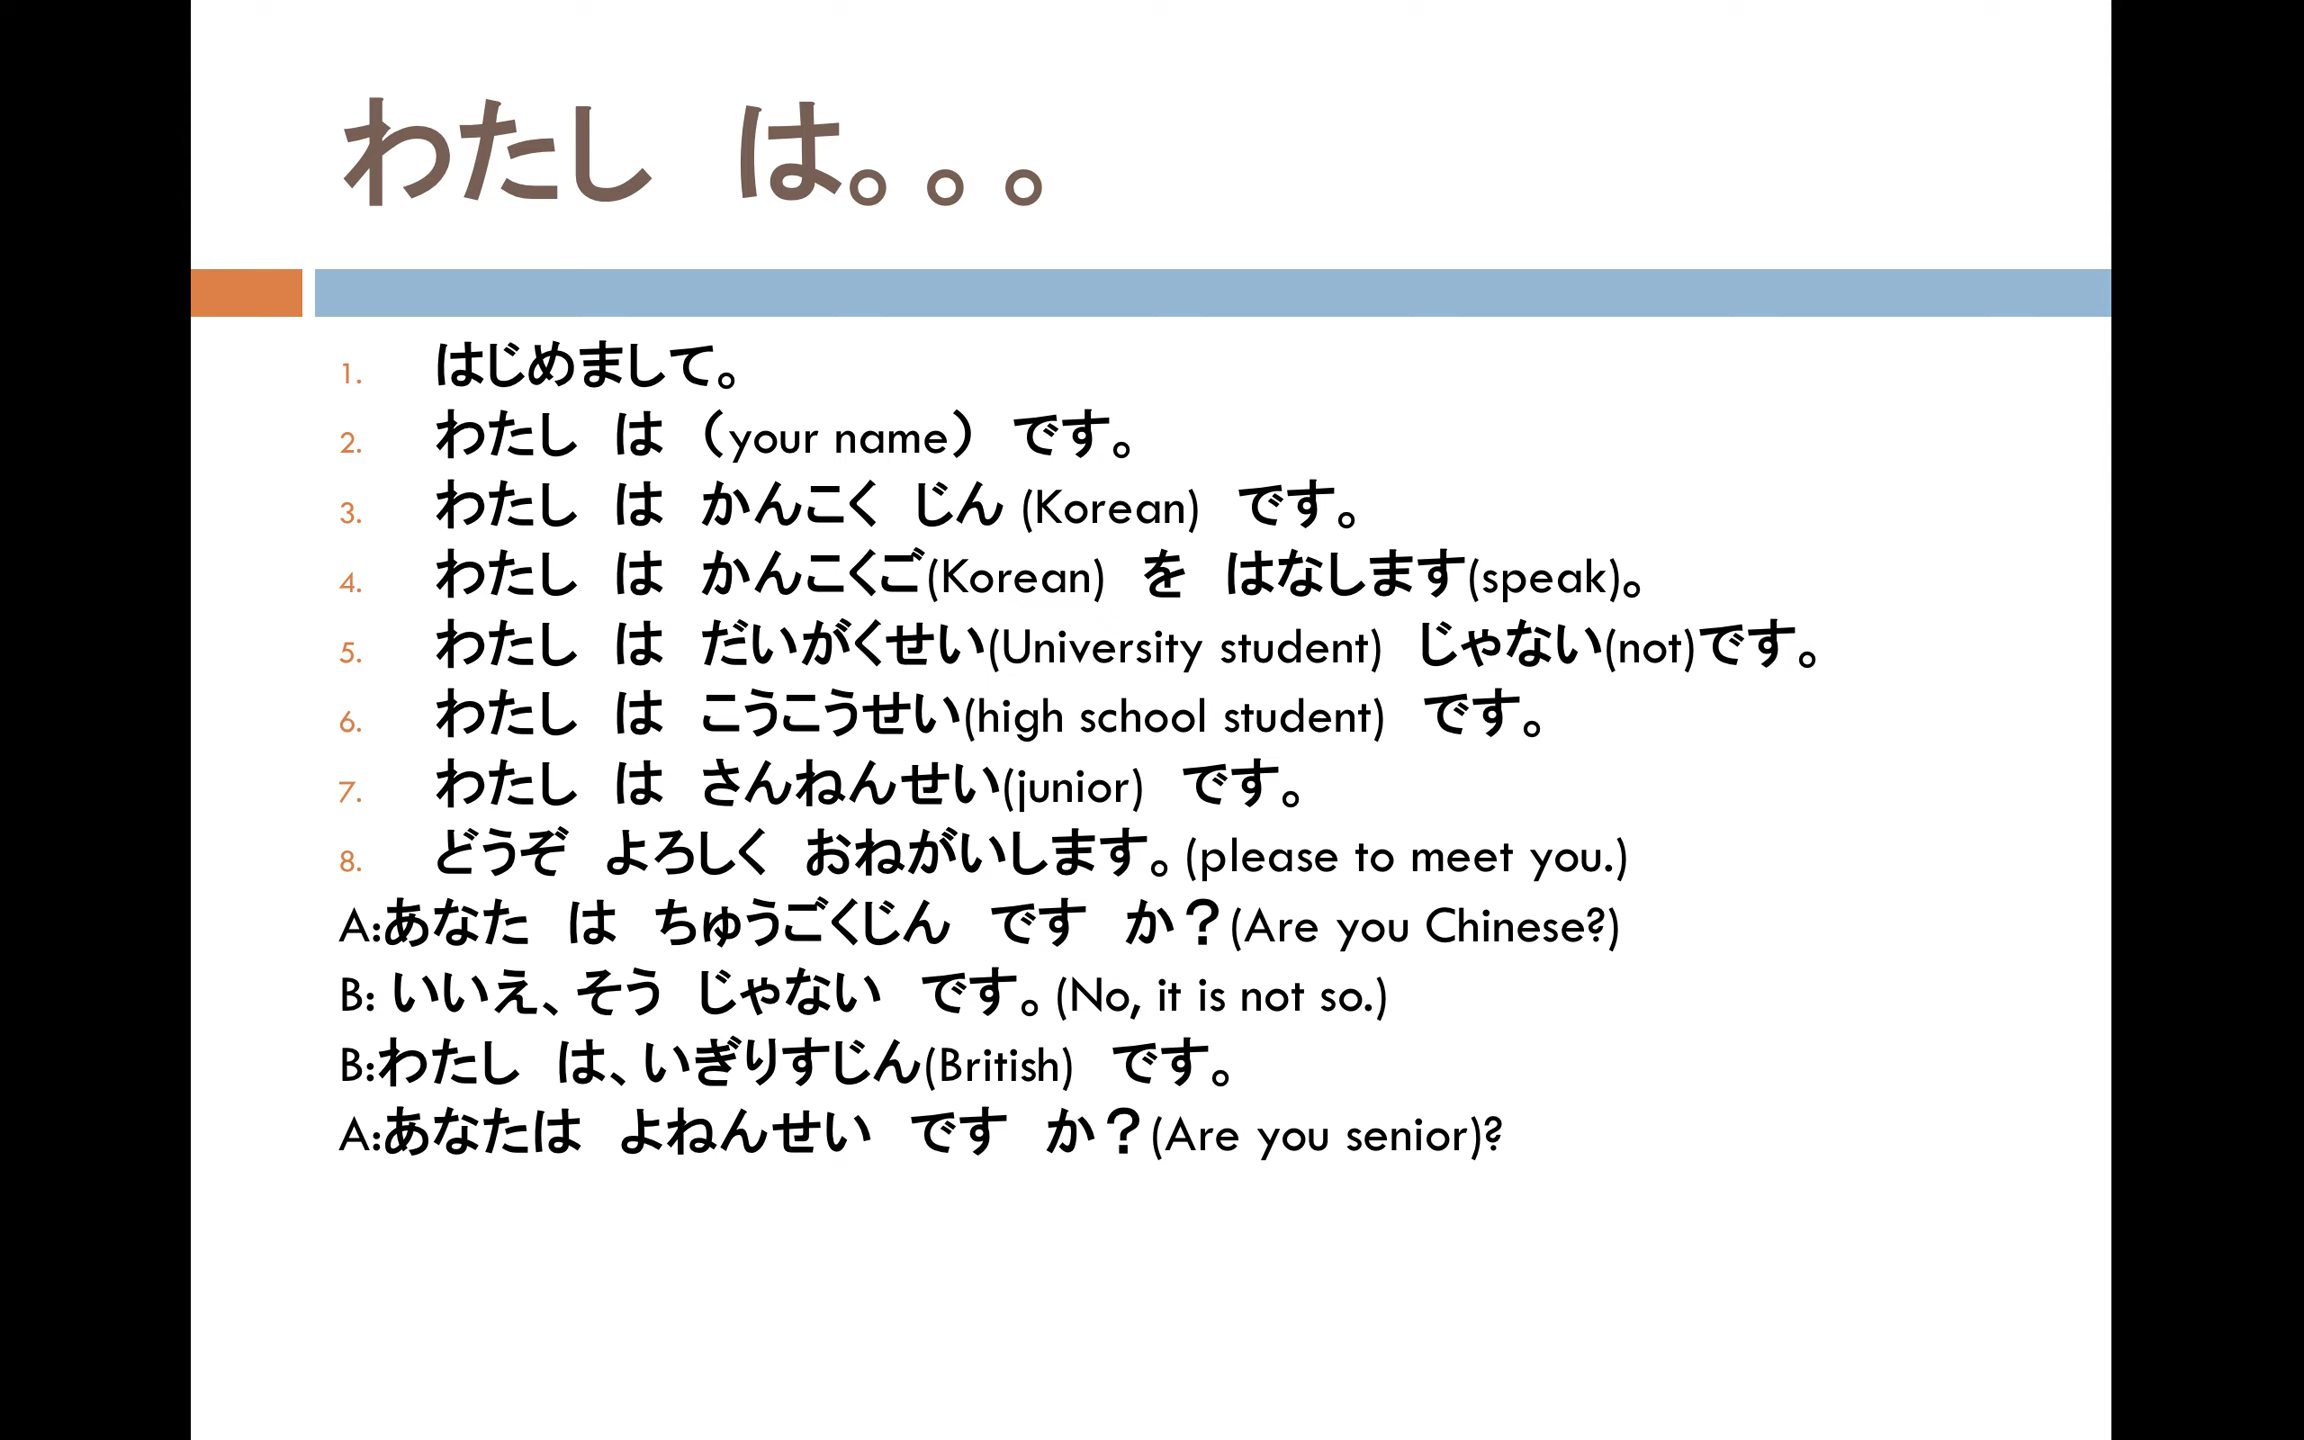 わたし　は。。。
1. はじめまして。
2. わたし　は　（your name）　です。
3. わたし　は　かんこく　じん (Korean)　です。
4. わたし　は　かんこくご(Korean)　を　はなします(speak)。
5. わたし　は　だいがくせい(University student)　じゃない(not)です。
6. わたし　は　こうこうせい(high school student)　です。
7. わたし　は　さんねんせい(junior)　です。
8. どうぞ　よろしく　おねがいします。(please to meet you.)
A:あなた　は　ちゅうごくじん　です　か？(Are you Chinese?)
B: いいえ、そう　じゃない　です。(No, it is not so.)
B:わたし　は、いぎりすじん(British)　です。
A:あなたは　よねんせい　です　か？(Are you senior)?